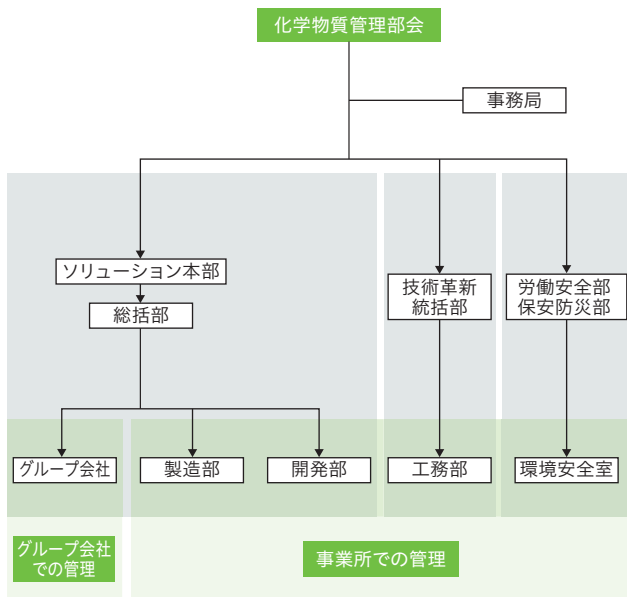 化学物質管理部会
事務局
ソリューション本部
総括部
技術革新
統括部
労働安全部
保安防災部
グループ会社
製造部
開発部
工務部
環境安全室
グループ会社
での管理
事業所での管理